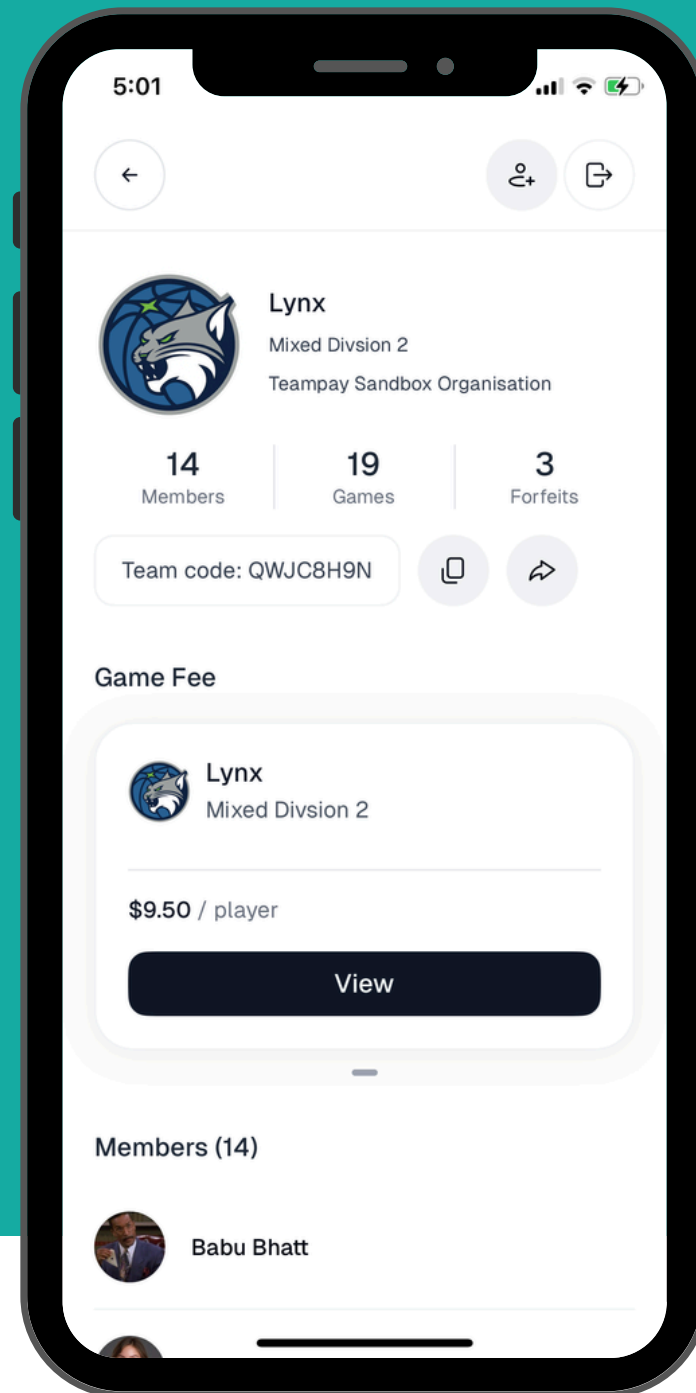 5:01
Lynx
Mixed Divsion 2
Teampay Sandbox Organisation
14
Members
19
Games
3
Forfeits
Team code: QWJC8H9N
Game Fee
Lynx
Mixed Divsion 2
$9.50 / player
View
Members (14)
Babu Bhatt